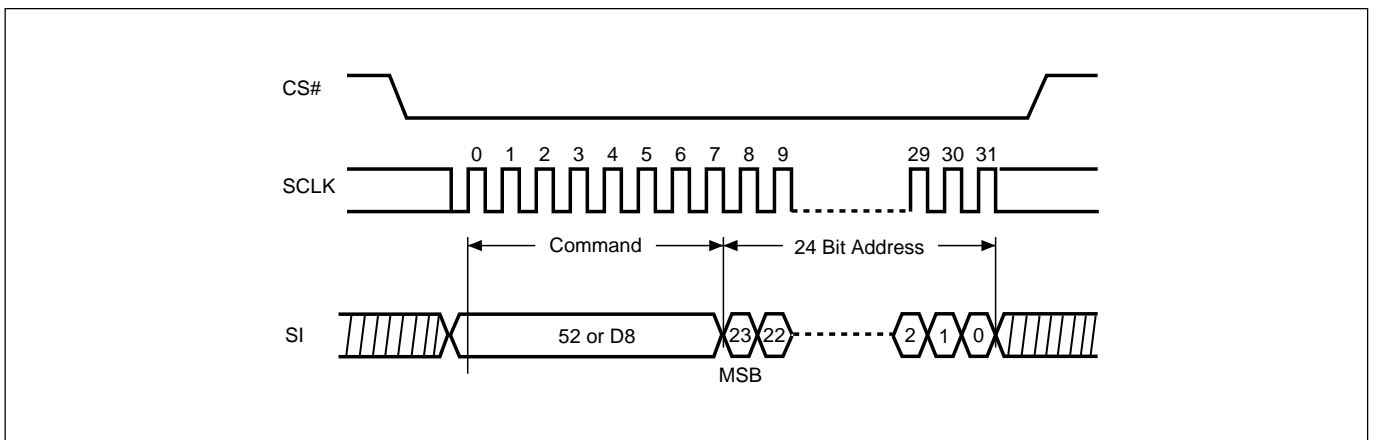 CS#
0 1 2 3 4 5 6 7 8 9 29 30 31
SCLK
Command 24 Bit Address
SI 52 or D8 23 22 2 1 0
MSB